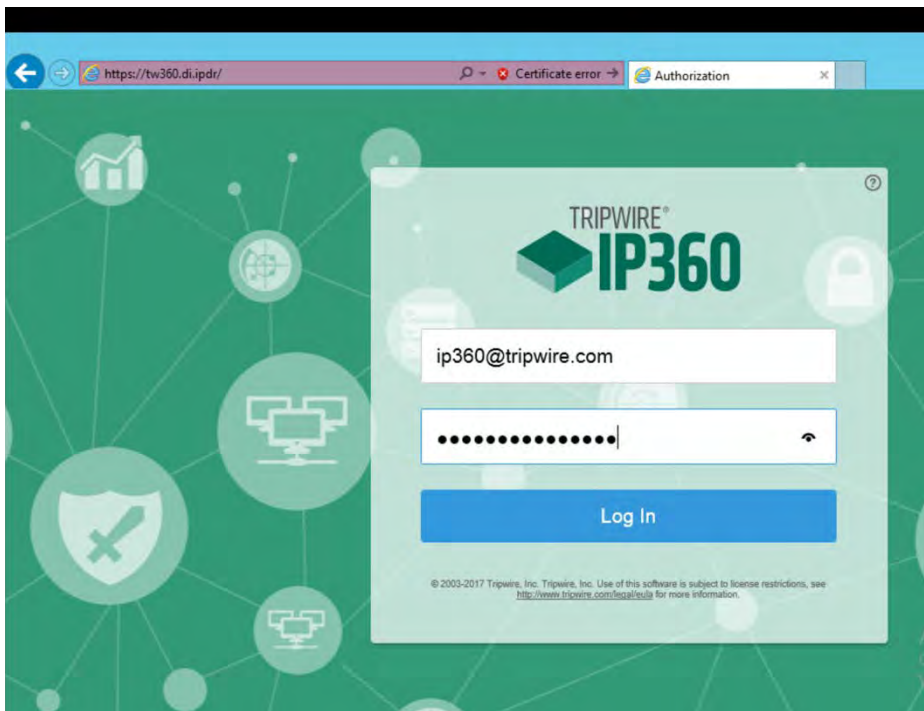 https://tw360.di.ipdr/
Certificate error
Authorization
TRIPWIRE®
IP360
ip360@tripwire.com
•••••••••••••••
Log In
© 2003-2017 Tripwire, Inc. Tripwire, Inc. Use of this software is subject to license restrictions, see
http://www.tripwire.com/legal/eula for more information.